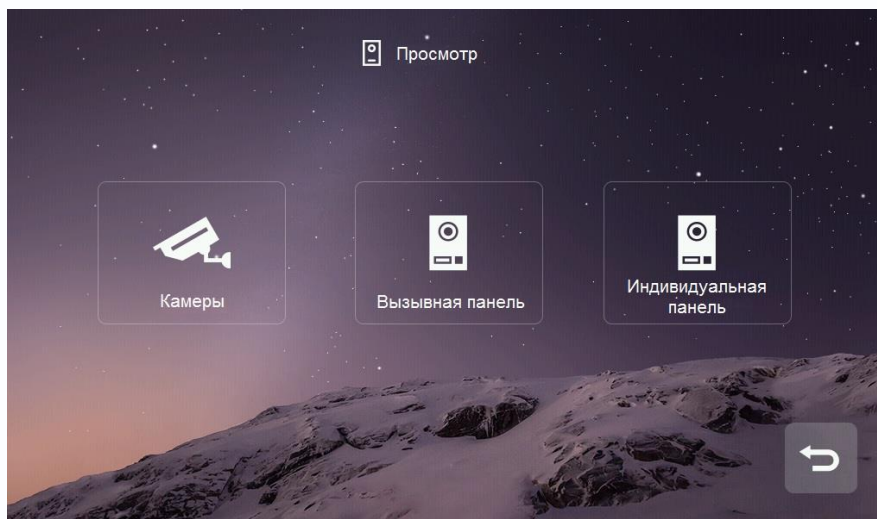 Просмотр
Камеры
Вызывная панель
Индивидуальная
панель